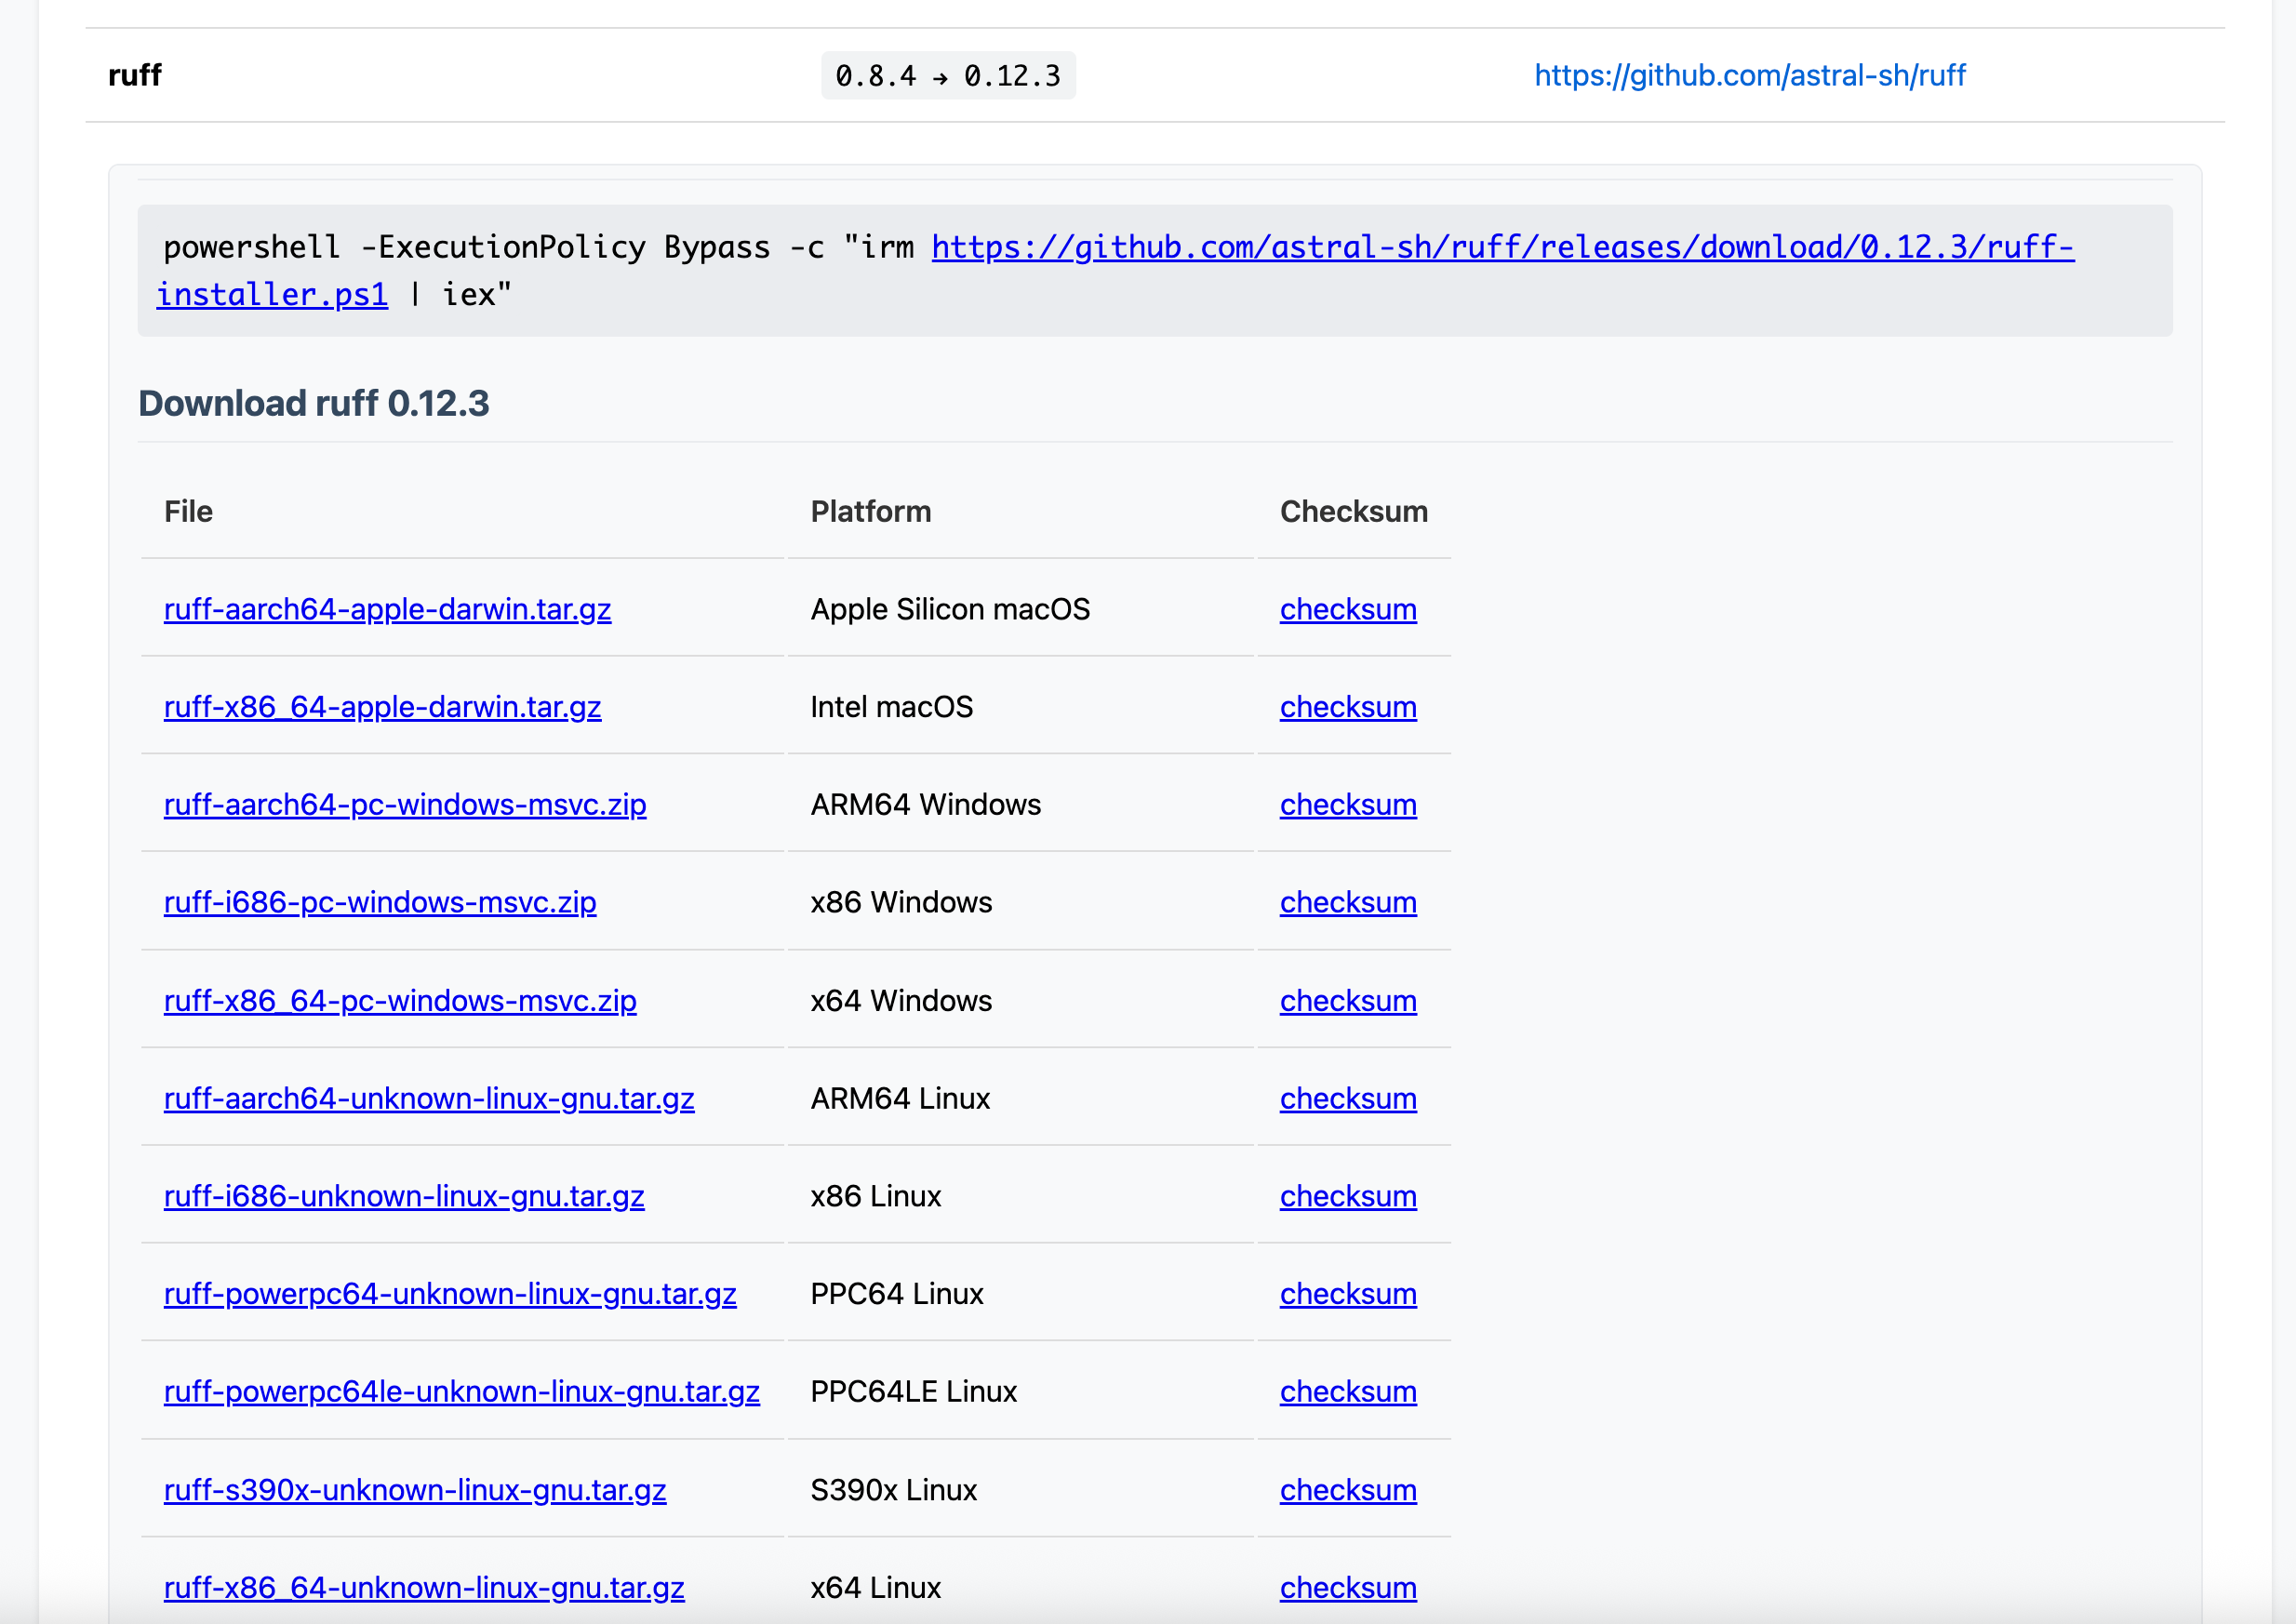 ruff 0.8.4 → 0.12.3 https://github.com/astral-sh/ruff
powershell -ExecutionPolicy Bypass -c "irm https://github.com/astral-sh/ruff/releases/download/0.12.3/ruff-
installer.ps1 | iex"
Download ruff 0.12.3
File Platform Checksum
ruff-aarch64-apple-darwin.tar.gz Apple Silicon macOS checksum
ruff-x86_64-apple-darwin.tar.gz Intel macOS checksum
ruff-aarch64-pc-windows-msvc.zip ARM64 Windows checksum
ruff-i686-pc-windows-msvc.zip x86 Windows checksum
ruff-x86_64-pc-windows-msvc.zip x64 Windows checksum
ruff-aarch64-unknown-linux-gnu.tar.gz ARM64 Linux checksum
ruff-i686-unknown-linux-gnu.tar.gz x86 Linux checksum
ruff-powerpc64-unknown-linux-gnu.tar.gz PPC64 Linux checksum
ruff-powerpc64le-unknown-linux-gnu.tar.gz PPC64LE Linux checksum
ruff-s390x-unknown-linux-gnu.tar.gz S390x Linux checksum
ruff-x86_64-unknown-linux-gnu.tar.gz x64 Linux checksum